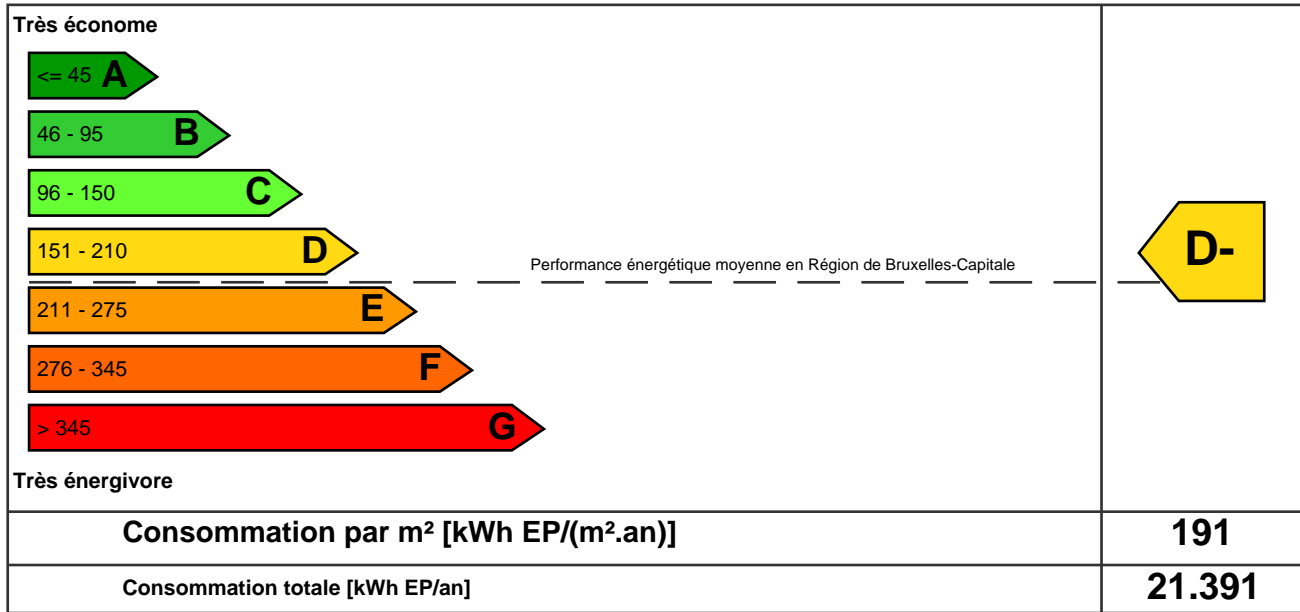 Très économe
<= 45 A
46 - 95 B
96 - 150 C
151 - 210 D
Performance énergétique moyenne en Région de Bruxelles-Capitale
D-
211 - 275 E
276 - 345 F
> 345 G
Très énergivore
Consommation par m² [kWh EP/(m².an)] 191
Consommation totale [kWh EP/an] 21.391